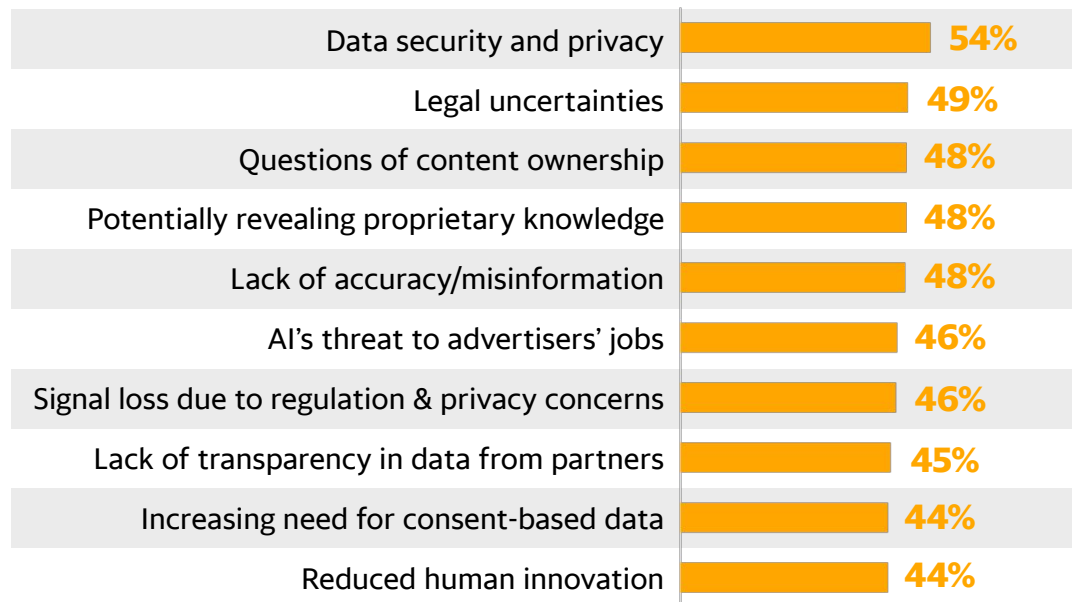 Data security and privacy 54%
Legal uncertainties 49%
Questions of content ownership 48%
Potentially revealing proprietary knowledge 48%
Lack of accuracy/misinformation 48%
AI’s threat to advertisers’ jobs 46%
Signal loss due to regulation & privacy concerns 46%
Lack of transparency in data from partners 45%
Increasing need for consent-based data 44%
Reduced human innovation 44%